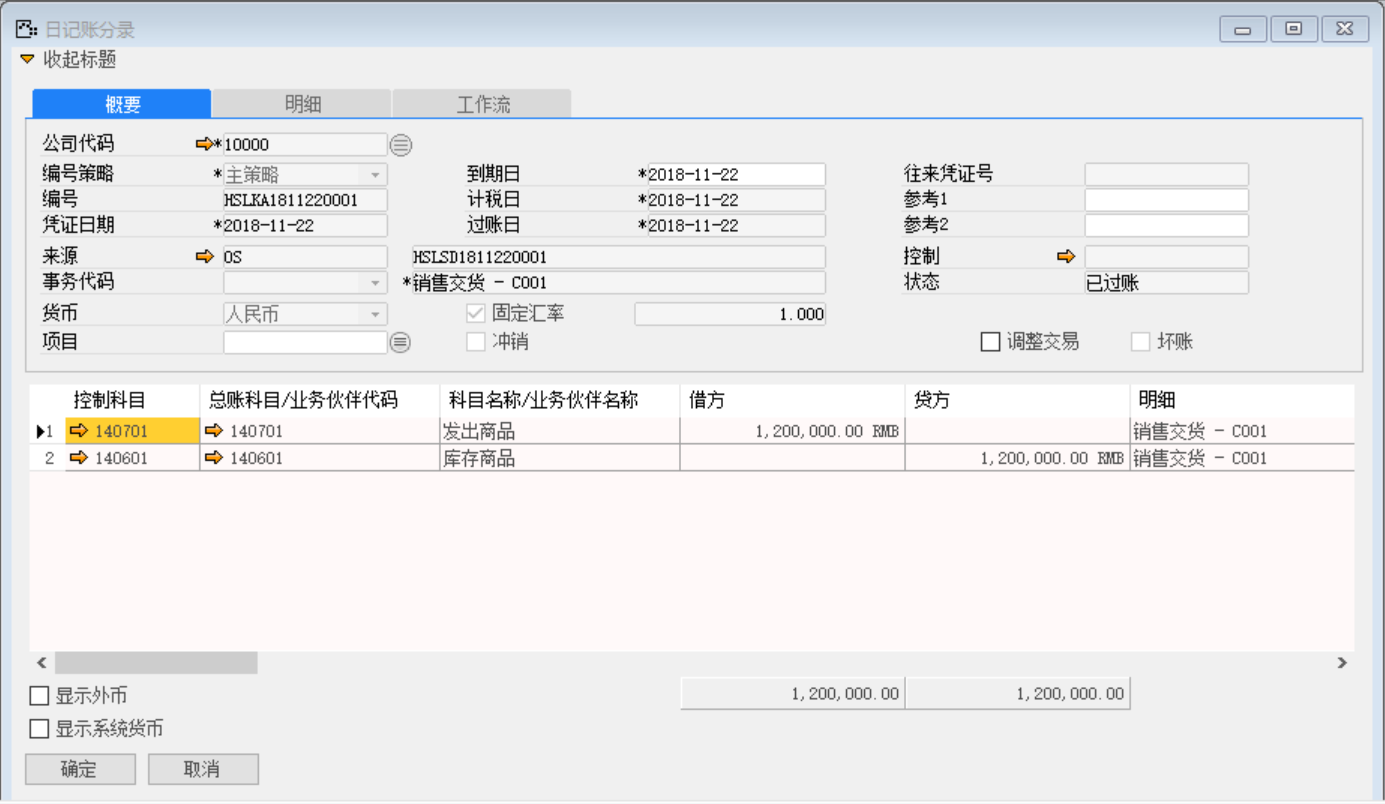 日记账分录
收起标题
概要 明细 工作流
公司代码 *10000
编号策略 *主策略 到期日 *2018-11-22 往来凭证号
编号 HSLKA1811220001 计税日 *2018-11-22 参考1
凭证日期 *2018-11-22 过账日 *2018-11-22 参考2
来源 OS HSLSD1811220001 控制
事务代码 *销售交货 - C001 状态 已过账
货币 人民币 固定汇率 1.000
项目 冲销 调整交易 坏账
控制科目 总账科目/业务伙伴代码 科目名称/业务伙伴名称 借方 贷方 明细
1 140701 140701 发出商品 1,200,000.00 RMB 销售交货 - C001
2 140601 140601 库存商品 1,200,000.00 RMB 销售交货 - C001
显示外币 1,200,000.00 1,200,000.00
显示系统货币
确定 取消